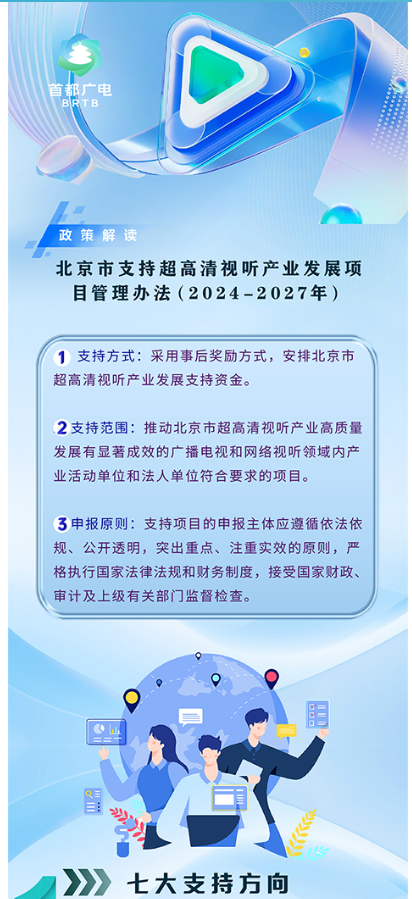 首都广电
BRTB
政策解读
北京市支持超高清视听产业发展项
目管理办法(2024-2027年)
1 支持方式：采用事后奖励方式，安排北京市
超高清视听产业发展支持资金。
2 支持范围：推动北京市超高清视听产业高质量
发展有显著成效的广播电视和网络视听领域内产
业活动单位和法人单位符合要求的项目。
3 申报原则：支持项目的申报主体应遵循依法依
规、公开透明，突出重点、注重实效的原则，严
格执行国家法律法规和财务制度，接受国家财政、
审计及上级有关部门监督检查。
七大支持方向